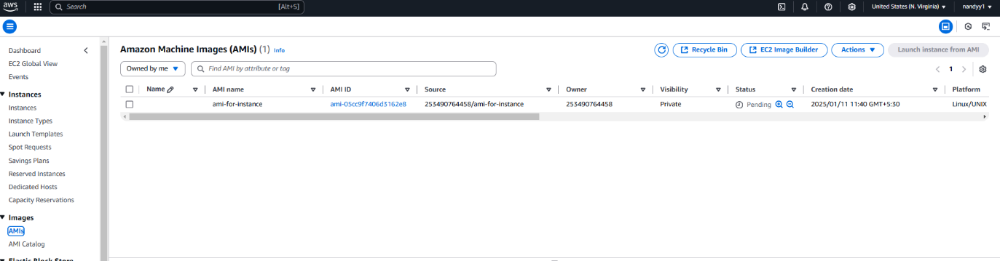 aws Search [Alt+S] United States (N. Virginia) nandyy1
Dashboard
EC2 Global View
Events
Instances
Instances
Instance Types
Launch Templates
Spot Requests
Savings Plans
Reserved Instances
Dedicated Hosts
Capacity Reservations
Images
AMIs
AMI Catalog
Elastic Block Store
Amazon Machine Images (AMIs) (1) Info
Recycle Bin EC2 Image Builder Actions Launch instance from AMI
Owned by me Find AMI by attribute or tag 1
Name AMI name AMI ID Source Owner Visibility Status Creation date Platform
ami-for-instance ami-05cc9f7406d3162e8 253490764458/ami-for-instance 253490764458 Private Pending 2025/01/11 11:40 GMT+5:30 Linux/UNIX